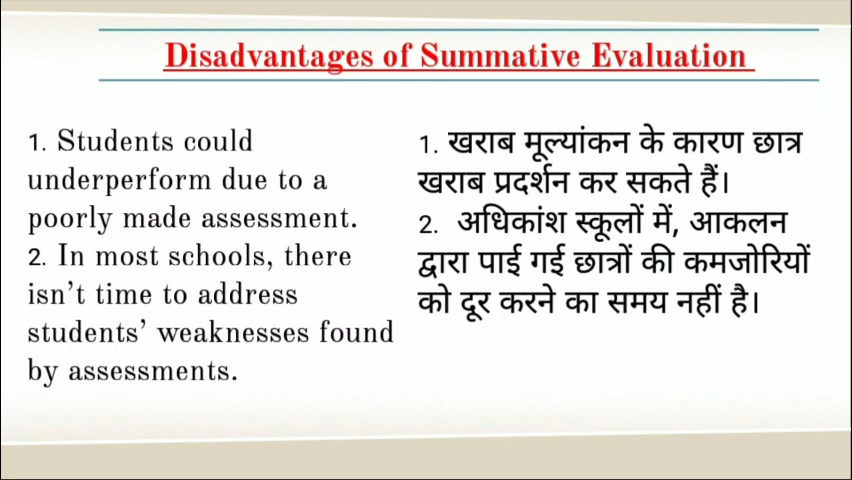 Disadvantages of Summative Evaluation
1. Students could
underperform due to a
poorly made assessment.
2. In most schools, there
isn't time to address
students' weaknesses found
by assessments.
1. खराब मूल्यांकन के कारण छात्र
खराब प्रदर्शन कर सकते हैं।
2. अधिकांश स्कूलों में, आकलन
द्वारा पाई गई छात्रों की कमजोरियों
को दूर करने का समय नहीं है।